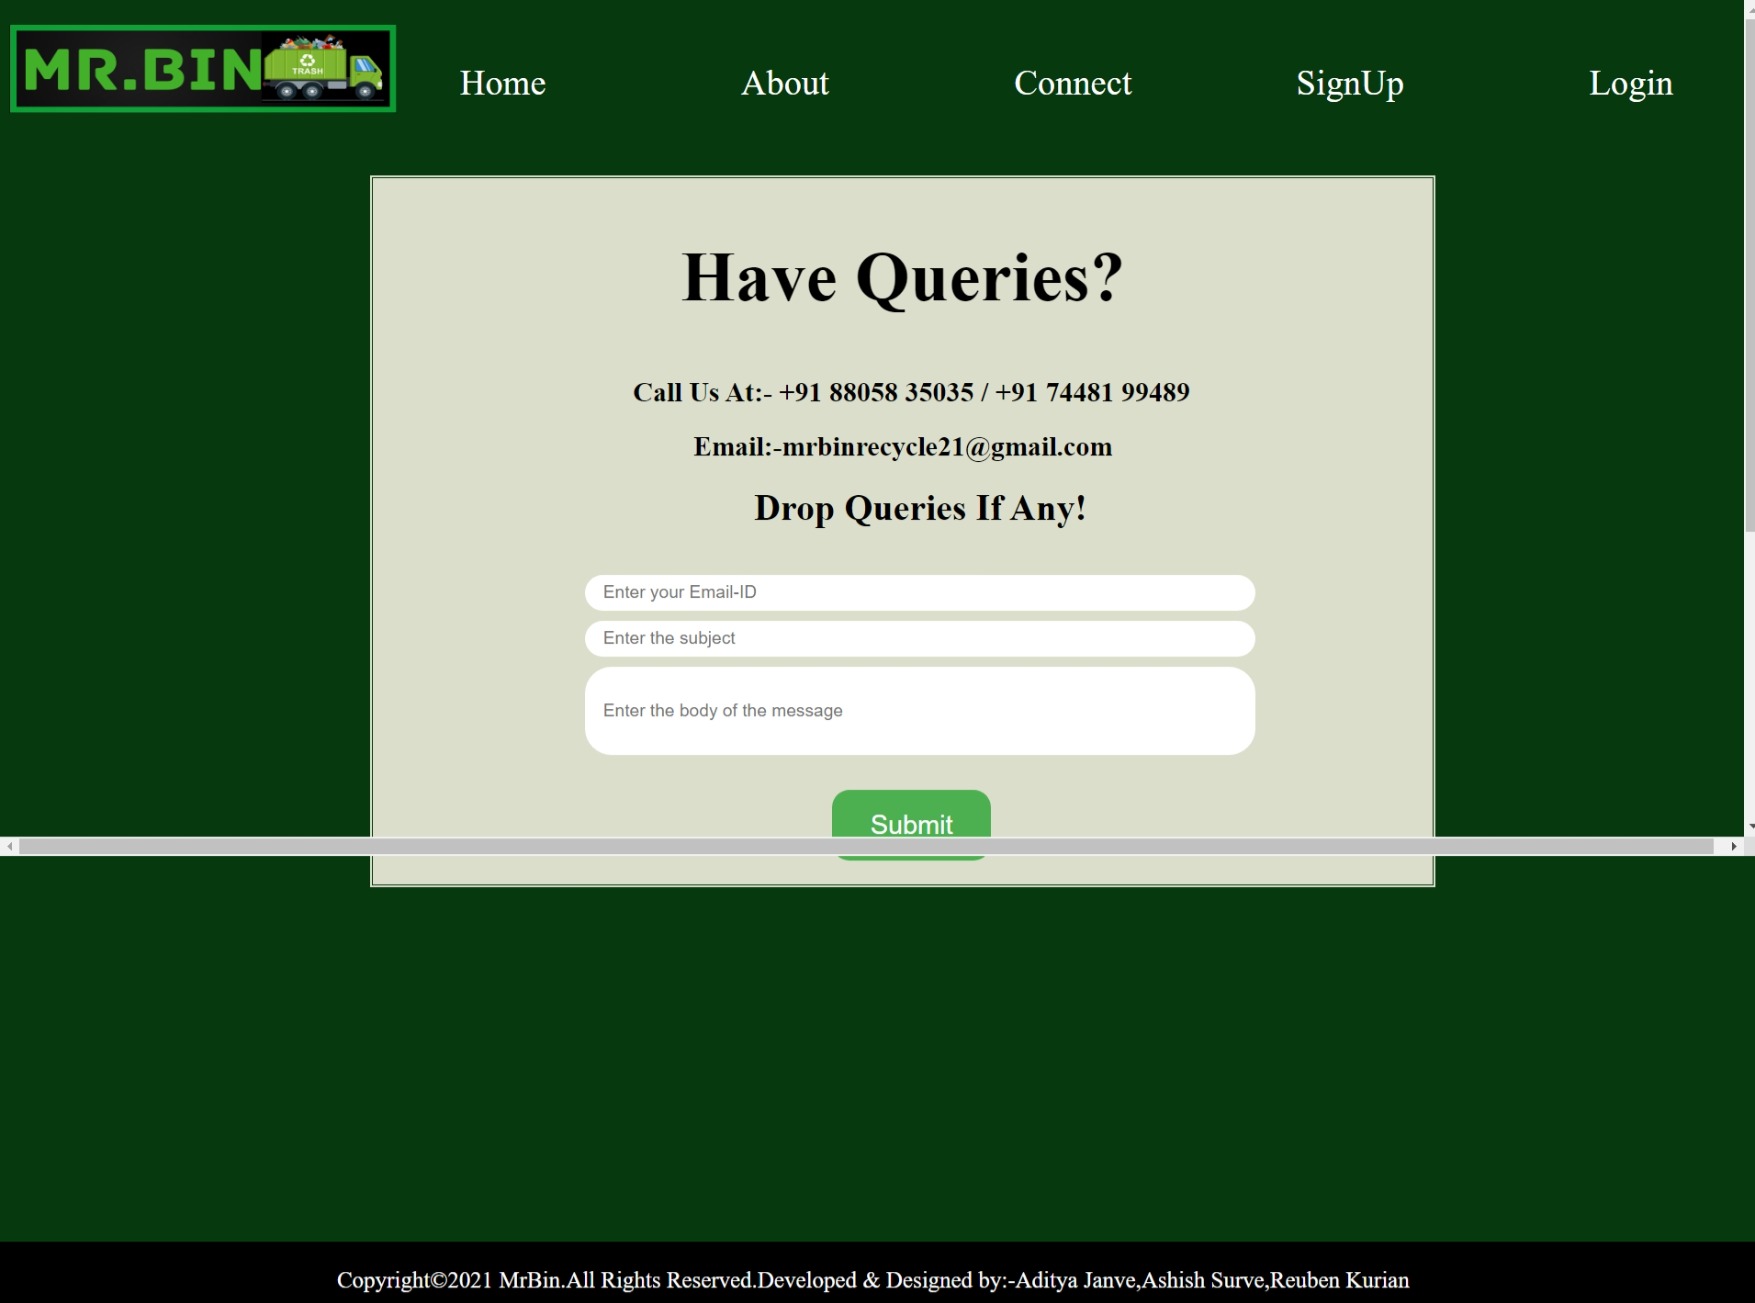 MR.BIN
TRASH
Home
About
Connect
SignUp
Login
Have Queries?
Call Us At:- +91 88058 35035 / +91 74481 99489
Email:-mrbinrecycle21@gmail.com
Drop Queries If Any!
Enter your Email-ID
Enter the subject
Enter the body of the message
Submit
Copyright©2021 MrBin.All Rights Reserved.Developed & Designed by:-Aditya Janve,Ashish Surve,Reuben Kurian